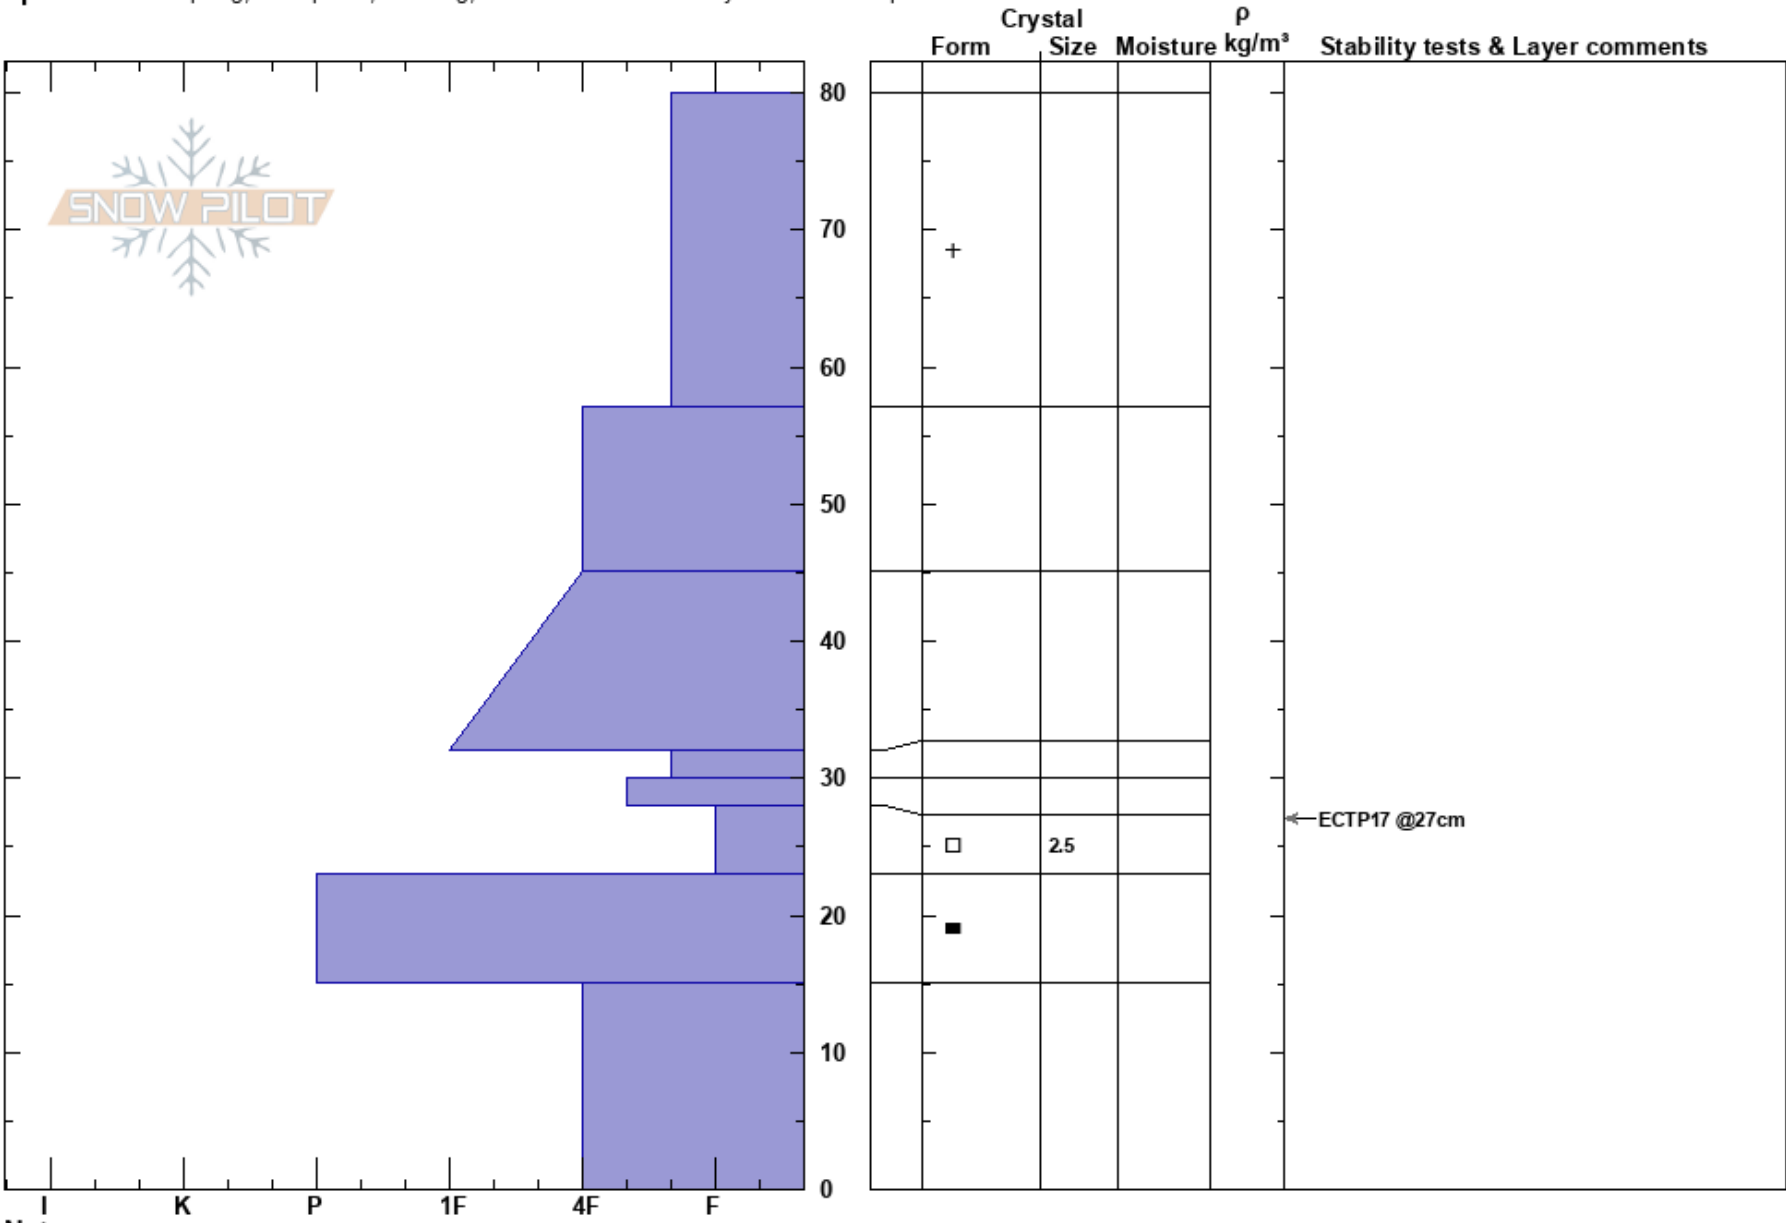 Crystal
ρ
Form Size Moisture kg/m³ Stability tests & Layer comments
80
SNOW PILOT
70
60
50
40
30
ECTP17 @27cm
2.5
20
10
0
I K P 1F 4F F